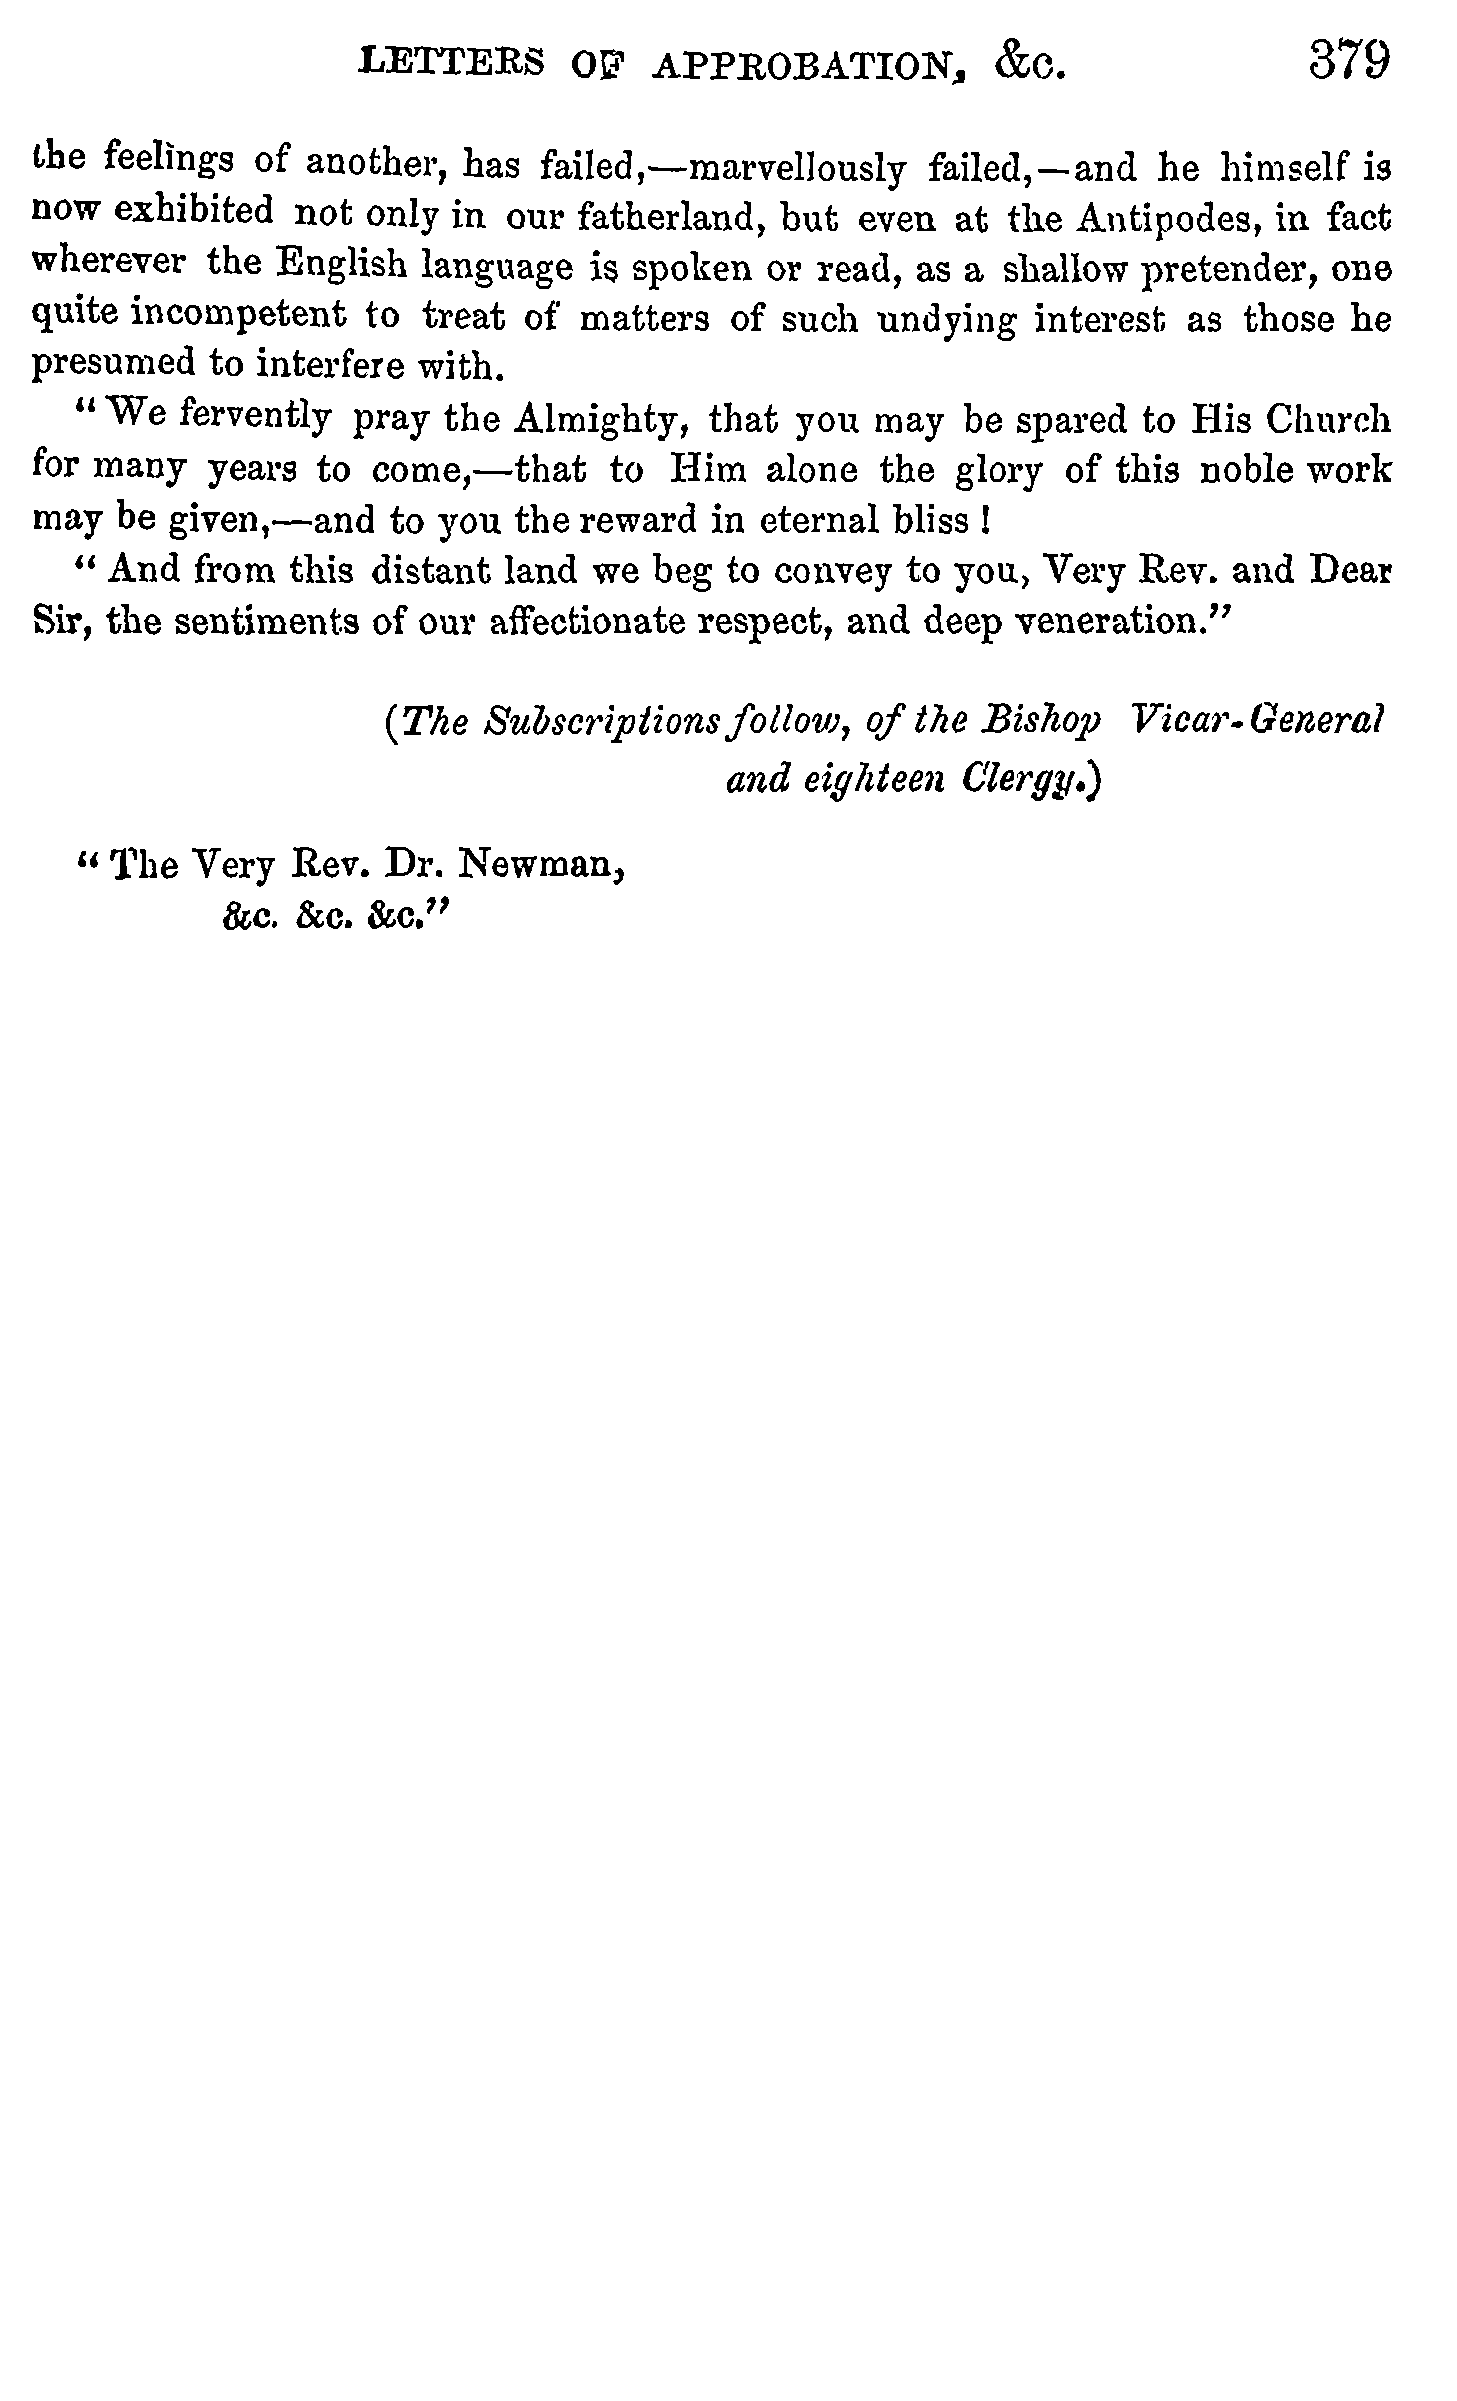 LETTERS OF APPROBATION, &c. 379
the feelings of another, has failed,—marvellously failed,—and he himself is
now exhibited not only in our fatherland, but even at the Antipodes, in fact
wherever the English language is spoken or read, as a shallow pretender, one
quite incompetent to treat of matters of such undying interest as those he
presumed to interfere with.
“We fervently pray the Almighty, that you may be spared to His Church
for many years to come,—that to Him alone the glory of this noble work
may be given,—and to you the reward in eternal bliss!
“And from this distant land we beg to convey to you, Very Rev. and Dear
Sir, the sentiments of our affectionate respect, and deep veneration.”
(The Subscriptions follow, of the Bishop Vicar-General
and eighteen Clergy.)
“The Very Rev. Dr. Newman,
&c. &c. &c.”